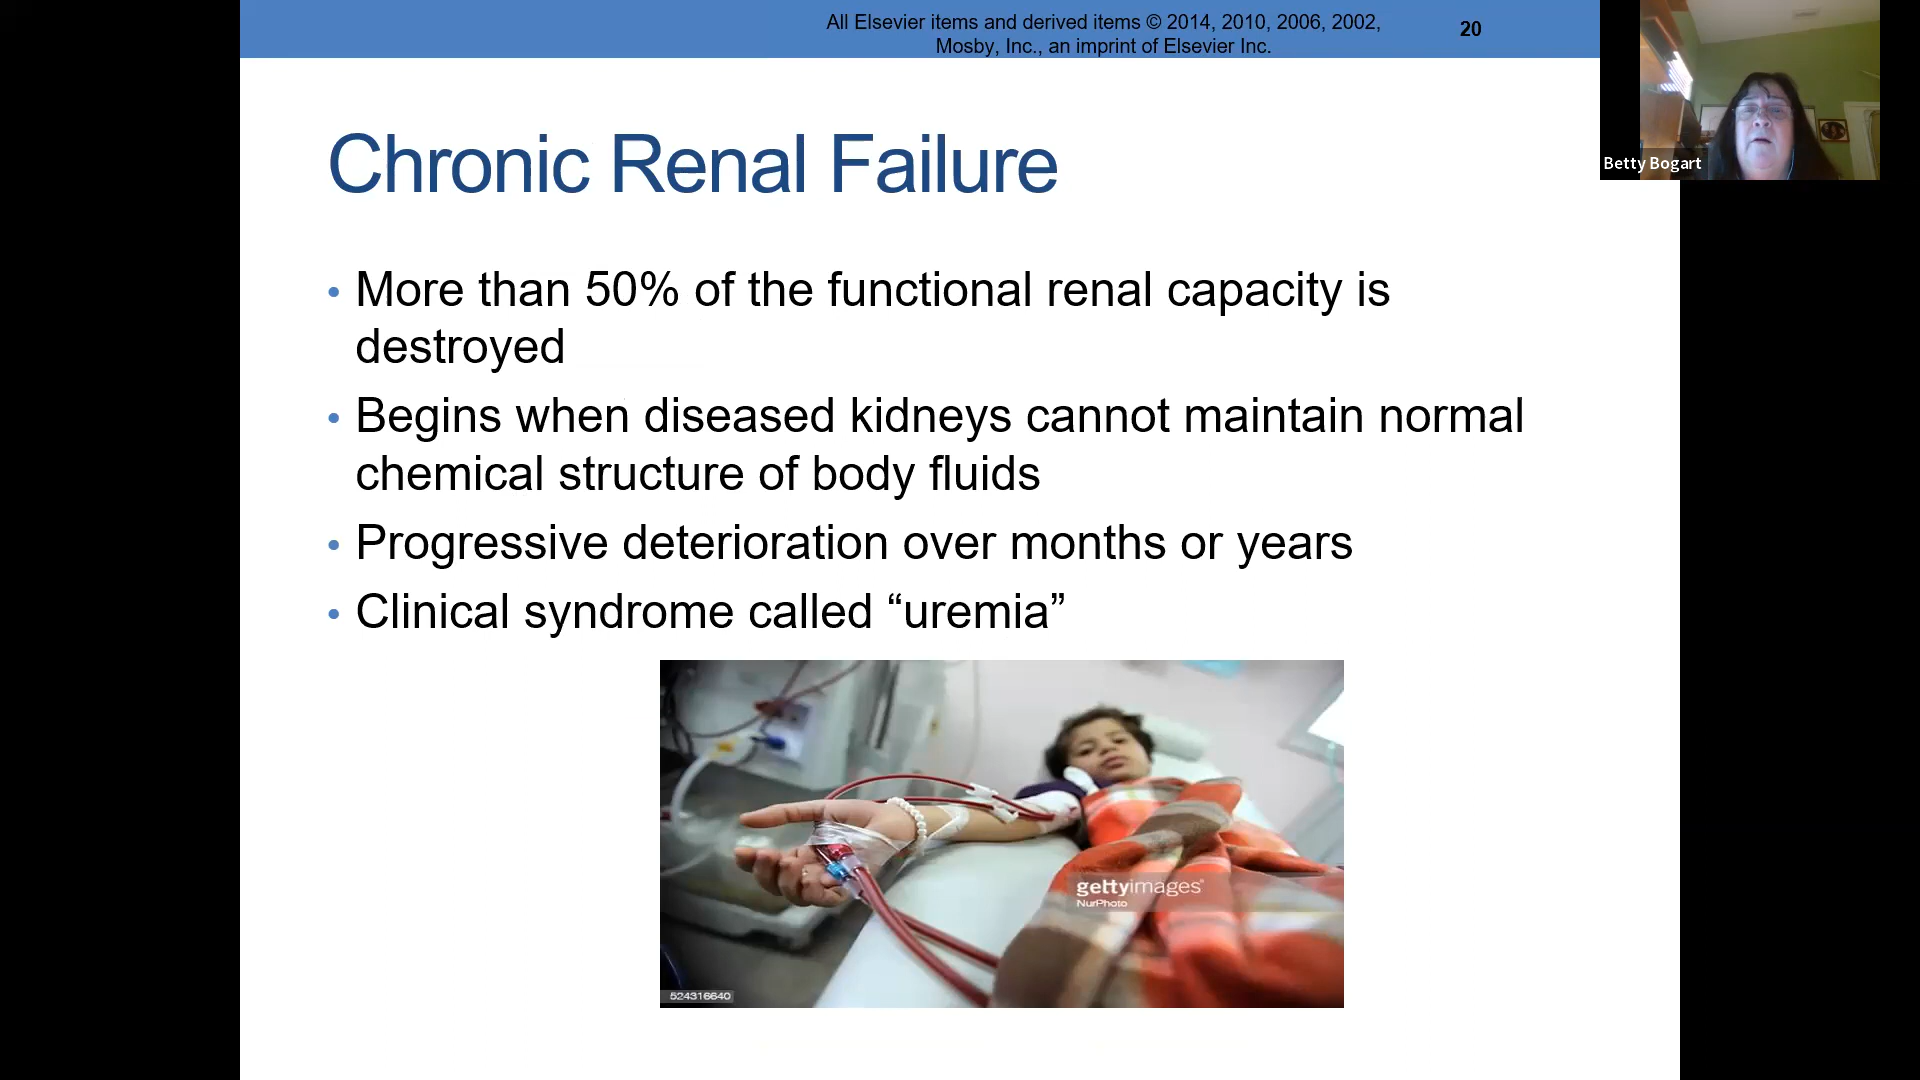 All Elsevier items and derived items © 2014, 2010, 2006, 2002,
Mosby, Inc., an imprint of Elsevier Inc.
20
Betty Bogart
Chronic Renal Failure
• More than 50% of the functional renal capacity is
destroyed
• Begins when diseased kidneys cannot maintain normal
chemical structure of body fluids
• Progressive deterioration over months or years
• Clinical syndrome called “uremia”
gettyimages®
NurPhoto
524316640